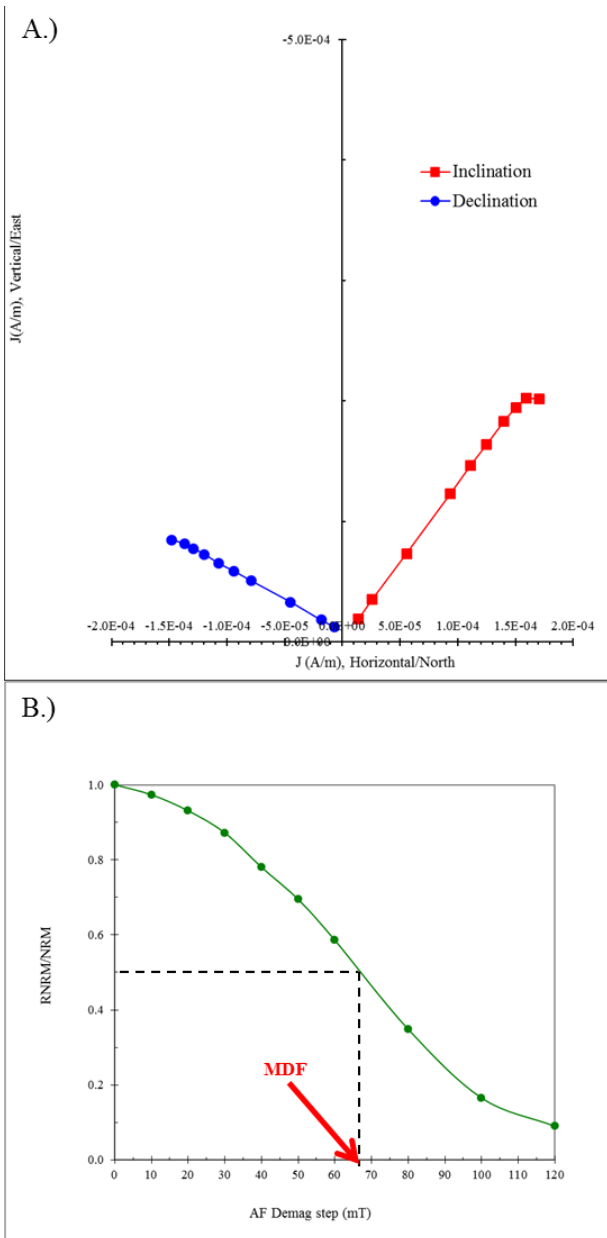 A.)
-5.0E-04
Inclination
Declination
J(A/m), Vertical/East
-2.0E-04 -1.5E-04 -1.0E-04 -5.0E-05 0.0E+00 5.0E-05 1.0E-04 1.5E-04 2.0E-04
0.0E+00
J (A/m), Horizontal/North
B.)
1.0
0.8
0.6
0.4
0.2
0.0
RNRM/NRM
MDF
0 10 20 30 40 50 60 70 80 90 100 110 120
AF Demag step (mT)